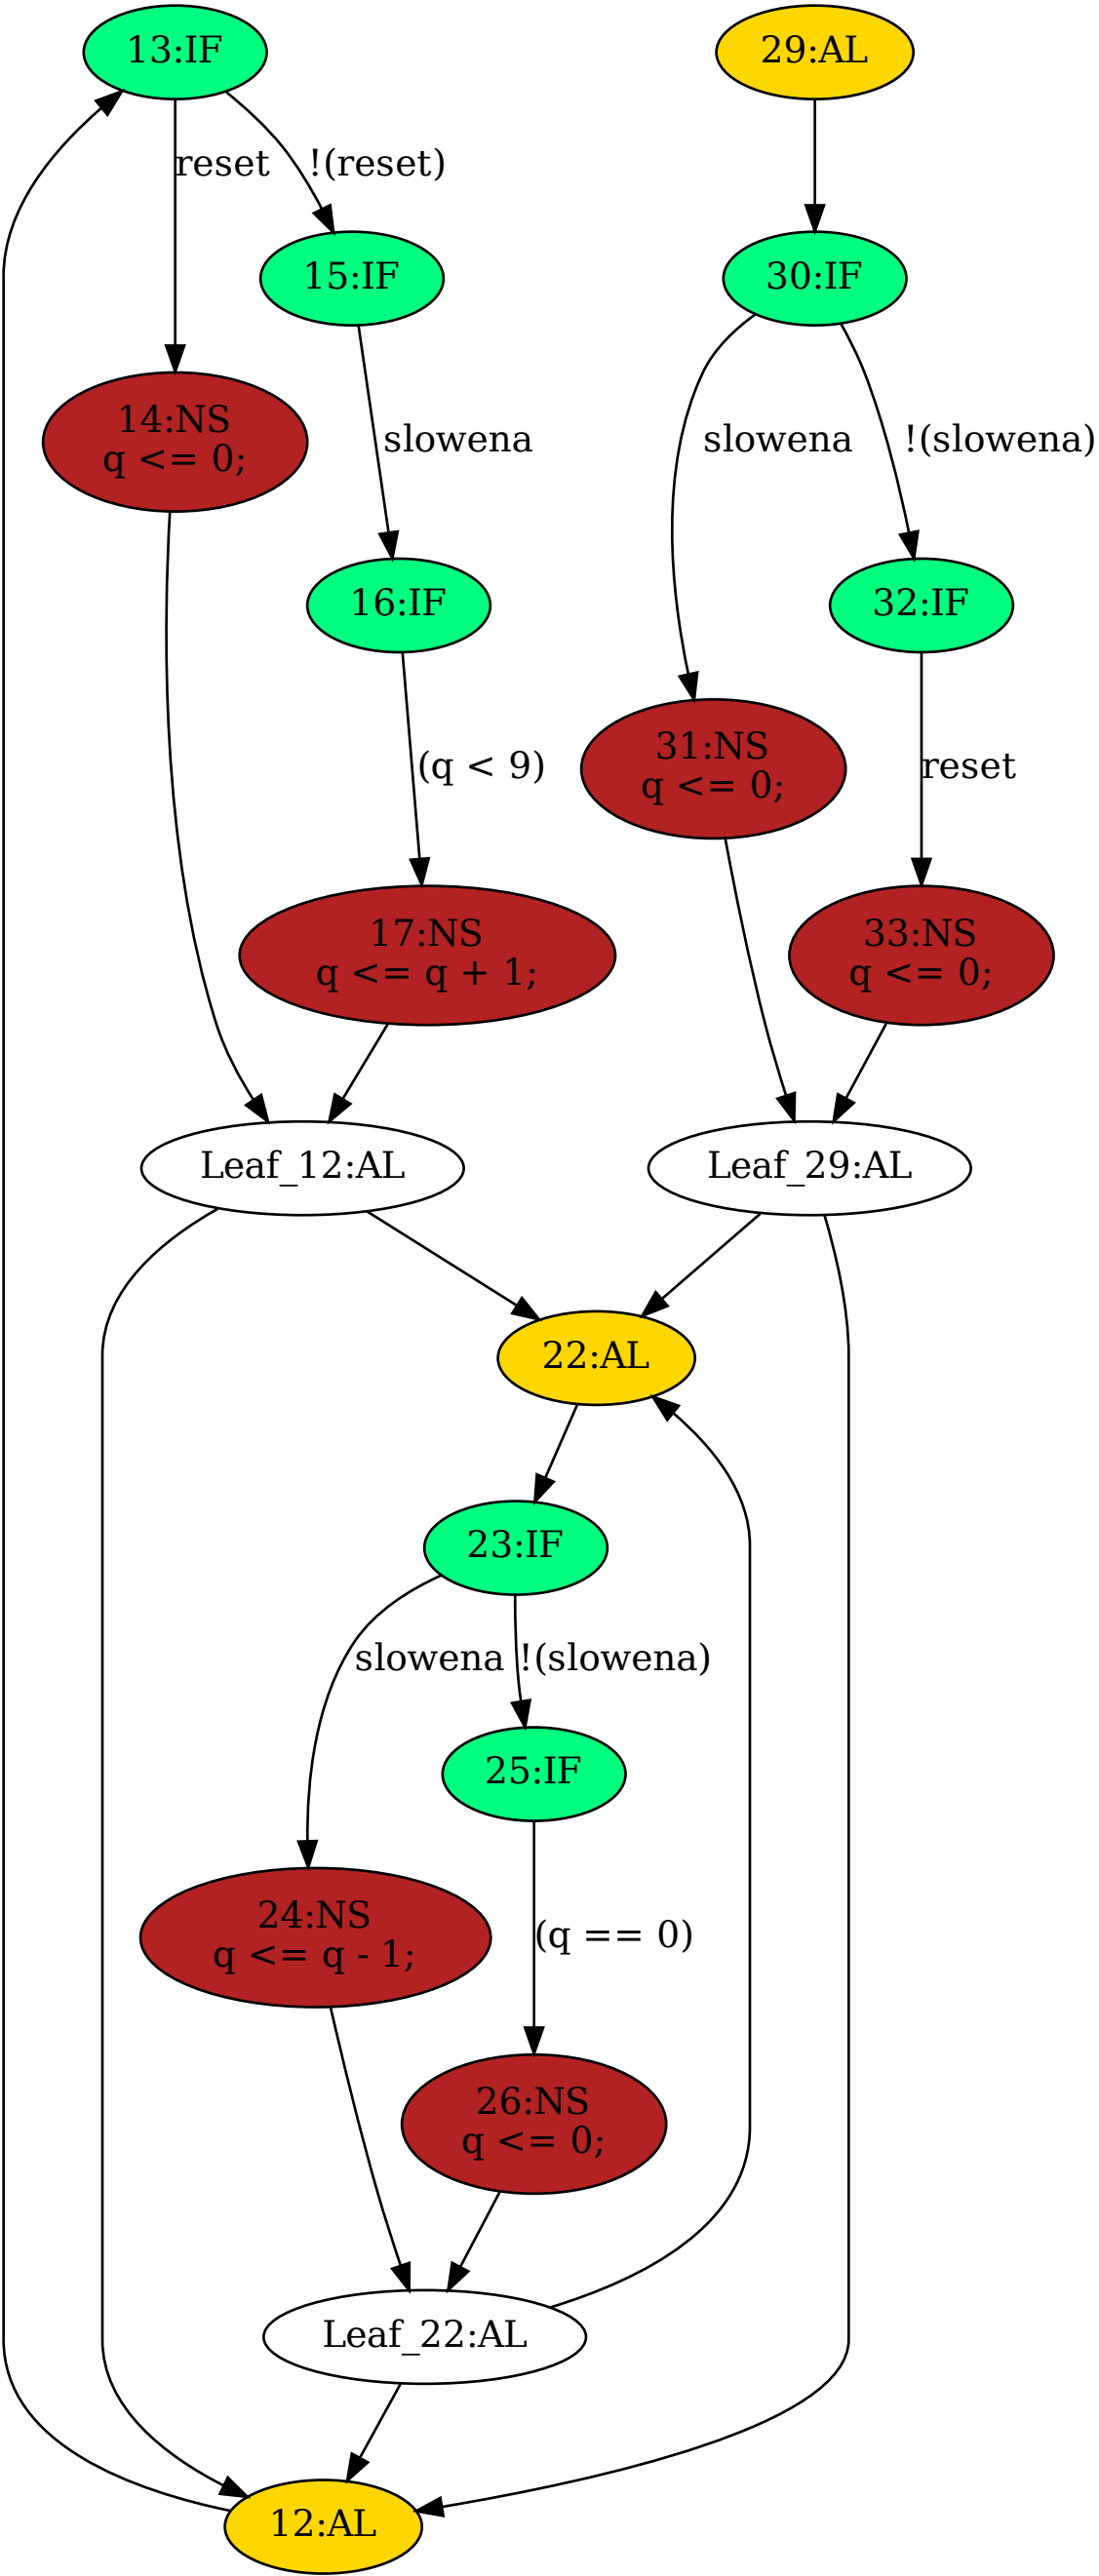 13:IF
29:AL
reset
!(reset)
15:IF
30:IF
14:NS
q <= 0;
slowena
slowena
!(slowena)
16:IF
32:IF
(q < 9)
31:NS
q <= 0;
reset
17:NS
q <= q + 1;
33:NS
q <= 0;
Leaf_12:AL
Leaf_29:AL
22:AL
23:IF
slowena
!(slowena)
25:IF
24:NS
q <= q - 1;
(q == 0)
26:NS
q <= 0;
Leaf_22:AL
12:AL